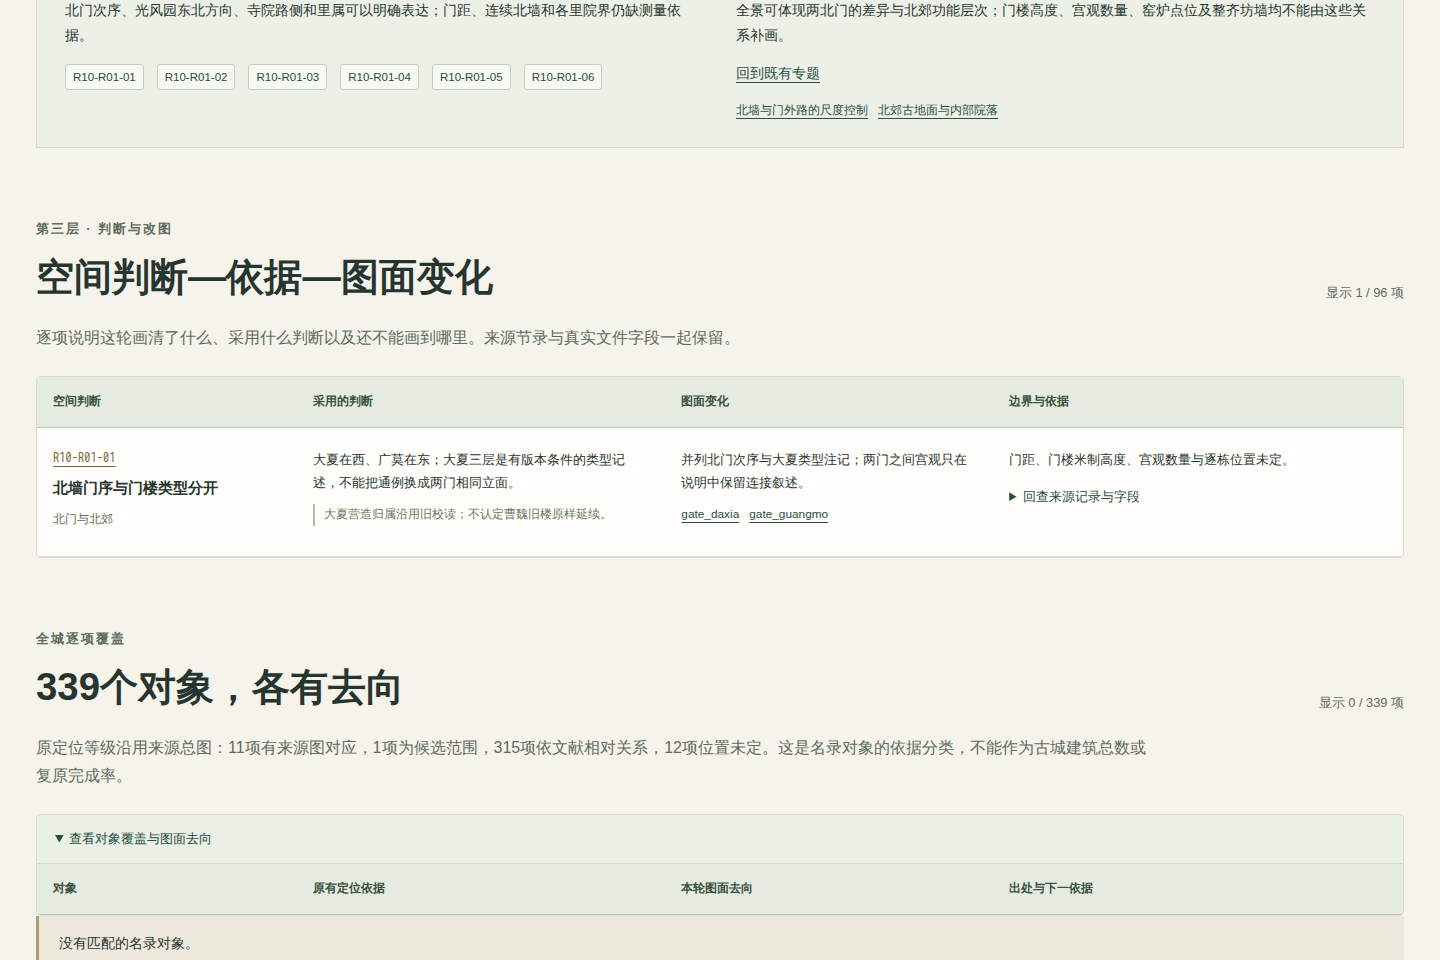 北门次序、光风园东北方向、寺院路侧和里属可以明确表达；门距、连续北墙和各里院界仍缺测量依
据。
R10-R01-01 R10-R01-02 R10-R01-03 R10-R01-04 R10-R01-05 R10-R01-06
全景可体现两北门的差异与北郊功能层次；门楼高度、宫观数量、窑炉点位及整齐坊墙均不能由这些关
系补画。
回到既有专题
北墙与门外路的尺度控制 北郊古地面与内部院落
第三层 · 判断与改图
空间判断—依据—图面变化
显示 1 / 96 项
逐项说明这轮画清了什么、采用什么判断以及还不能画到哪里。来源节录与真实文件字段一起保留。
空间判断 采用的判断 图面变化 边界与依据
R10-R01-01
北墙门序与门楼类型分开
北门与北郊
大夏在西、广莫在东；大夏三层是有版本条件的类型记
述，不能把通例换成两门相同立面。
大夏营造归属沿用旧校读；不认定曹魏旧楼原样延续。
并列北门次序与大夏类型注记；两门之间宫观只在
说明中保留连接叙述。
gate_daxia gate_guangmo
门距、门楼米制高度、宫观数量与逐栋位置未定。
▶ 回查来源记录与字段
全城逐项覆盖
339个对象，各有去向
显示 0 / 339 项
原定位等级沿用来源总图：11项有来源图对应，1项为候选范围，315项依文献相对关系，12项位置未定。这是名录对象的依据分类，不能作为古城建筑总数或
复原完成率。
▼ 查看对象覆盖与图面去向
对象 原有定位依据 本轮图面去向 出处与下一依据
没有匹配的名录对象。